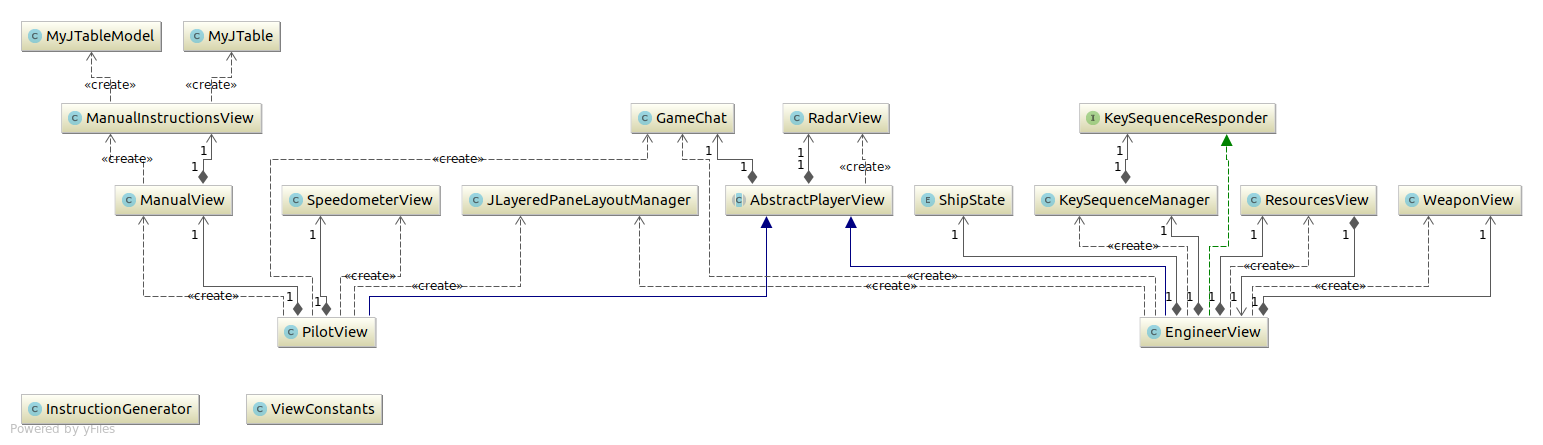 C MyJTableModel
C MyJTable
«create»
«create»
C ManualInstructionsView
C GameChat
C RadarView
I KeySequenceResponder
«create»
1
1
«create»
1
1
1
1
«create»
1
1
C ManualView
C SpeedometerView
C JLayeredPaneLayoutManager
C AbstractPlayerView
E ShipState
C KeySequenceManager
C ResourcesView
C WeaponView
1
1
1
1
«create»
1
1
1
«create»
«create»
«create»
«create»
«create»
«create»
«create»
1
1
1
1
1
1
1
C PilotView
C EngineerView
C InstructionGenerator
C ViewConstants
Powered by yFiles